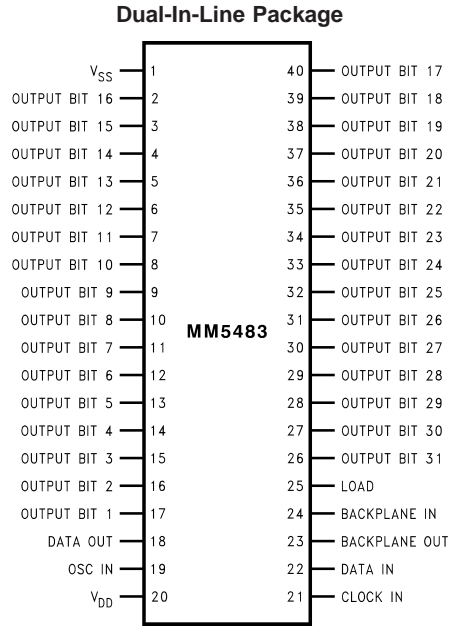 Dual-In-Line Package
V_SS 1 40 OUTPUT BIT 17
OUTPUT BIT 16 2 39 OUTPUT BIT 18
OUTPUT BIT 15 3 38 OUTPUT BIT 19
OUTPUT BIT 14 4 37 OUTPUT BIT 20
OUTPUT BIT 13 5 36 OUTPUT BIT 21
OUTPUT BIT 12 6 35 OUTPUT BIT 22
OUTPUT BIT 11 7 34 OUTPUT BIT 23
OUTPUT BIT 10 8 33 OUTPUT BIT 24
OUTPUT BIT 9 9 32 OUTPUT BIT 25
OUTPUT BIT 8 10 31 OUTPUT BIT 26
MM5483
OUTPUT BIT 7 11 30 OUTPUT BIT 27
OUTPUT BIT 6 12 29 OUTPUT BIT 28
OUTPUT BIT 5 13 28 OUTPUT BIT 29
OUTPUT BIT 4 14 27 OUTPUT BIT 30
OUTPUT BIT 3 15 26 OUTPUT BIT 31
OUTPUT BIT 2 16 25 LOAD
OUTPUT BIT 1 17 24 BACKPLANE IN
DATA OUT 18 23 BACKPLANE OUT
OSC IN 19 22 DATA IN
V_DD 20 21 CLOCK IN